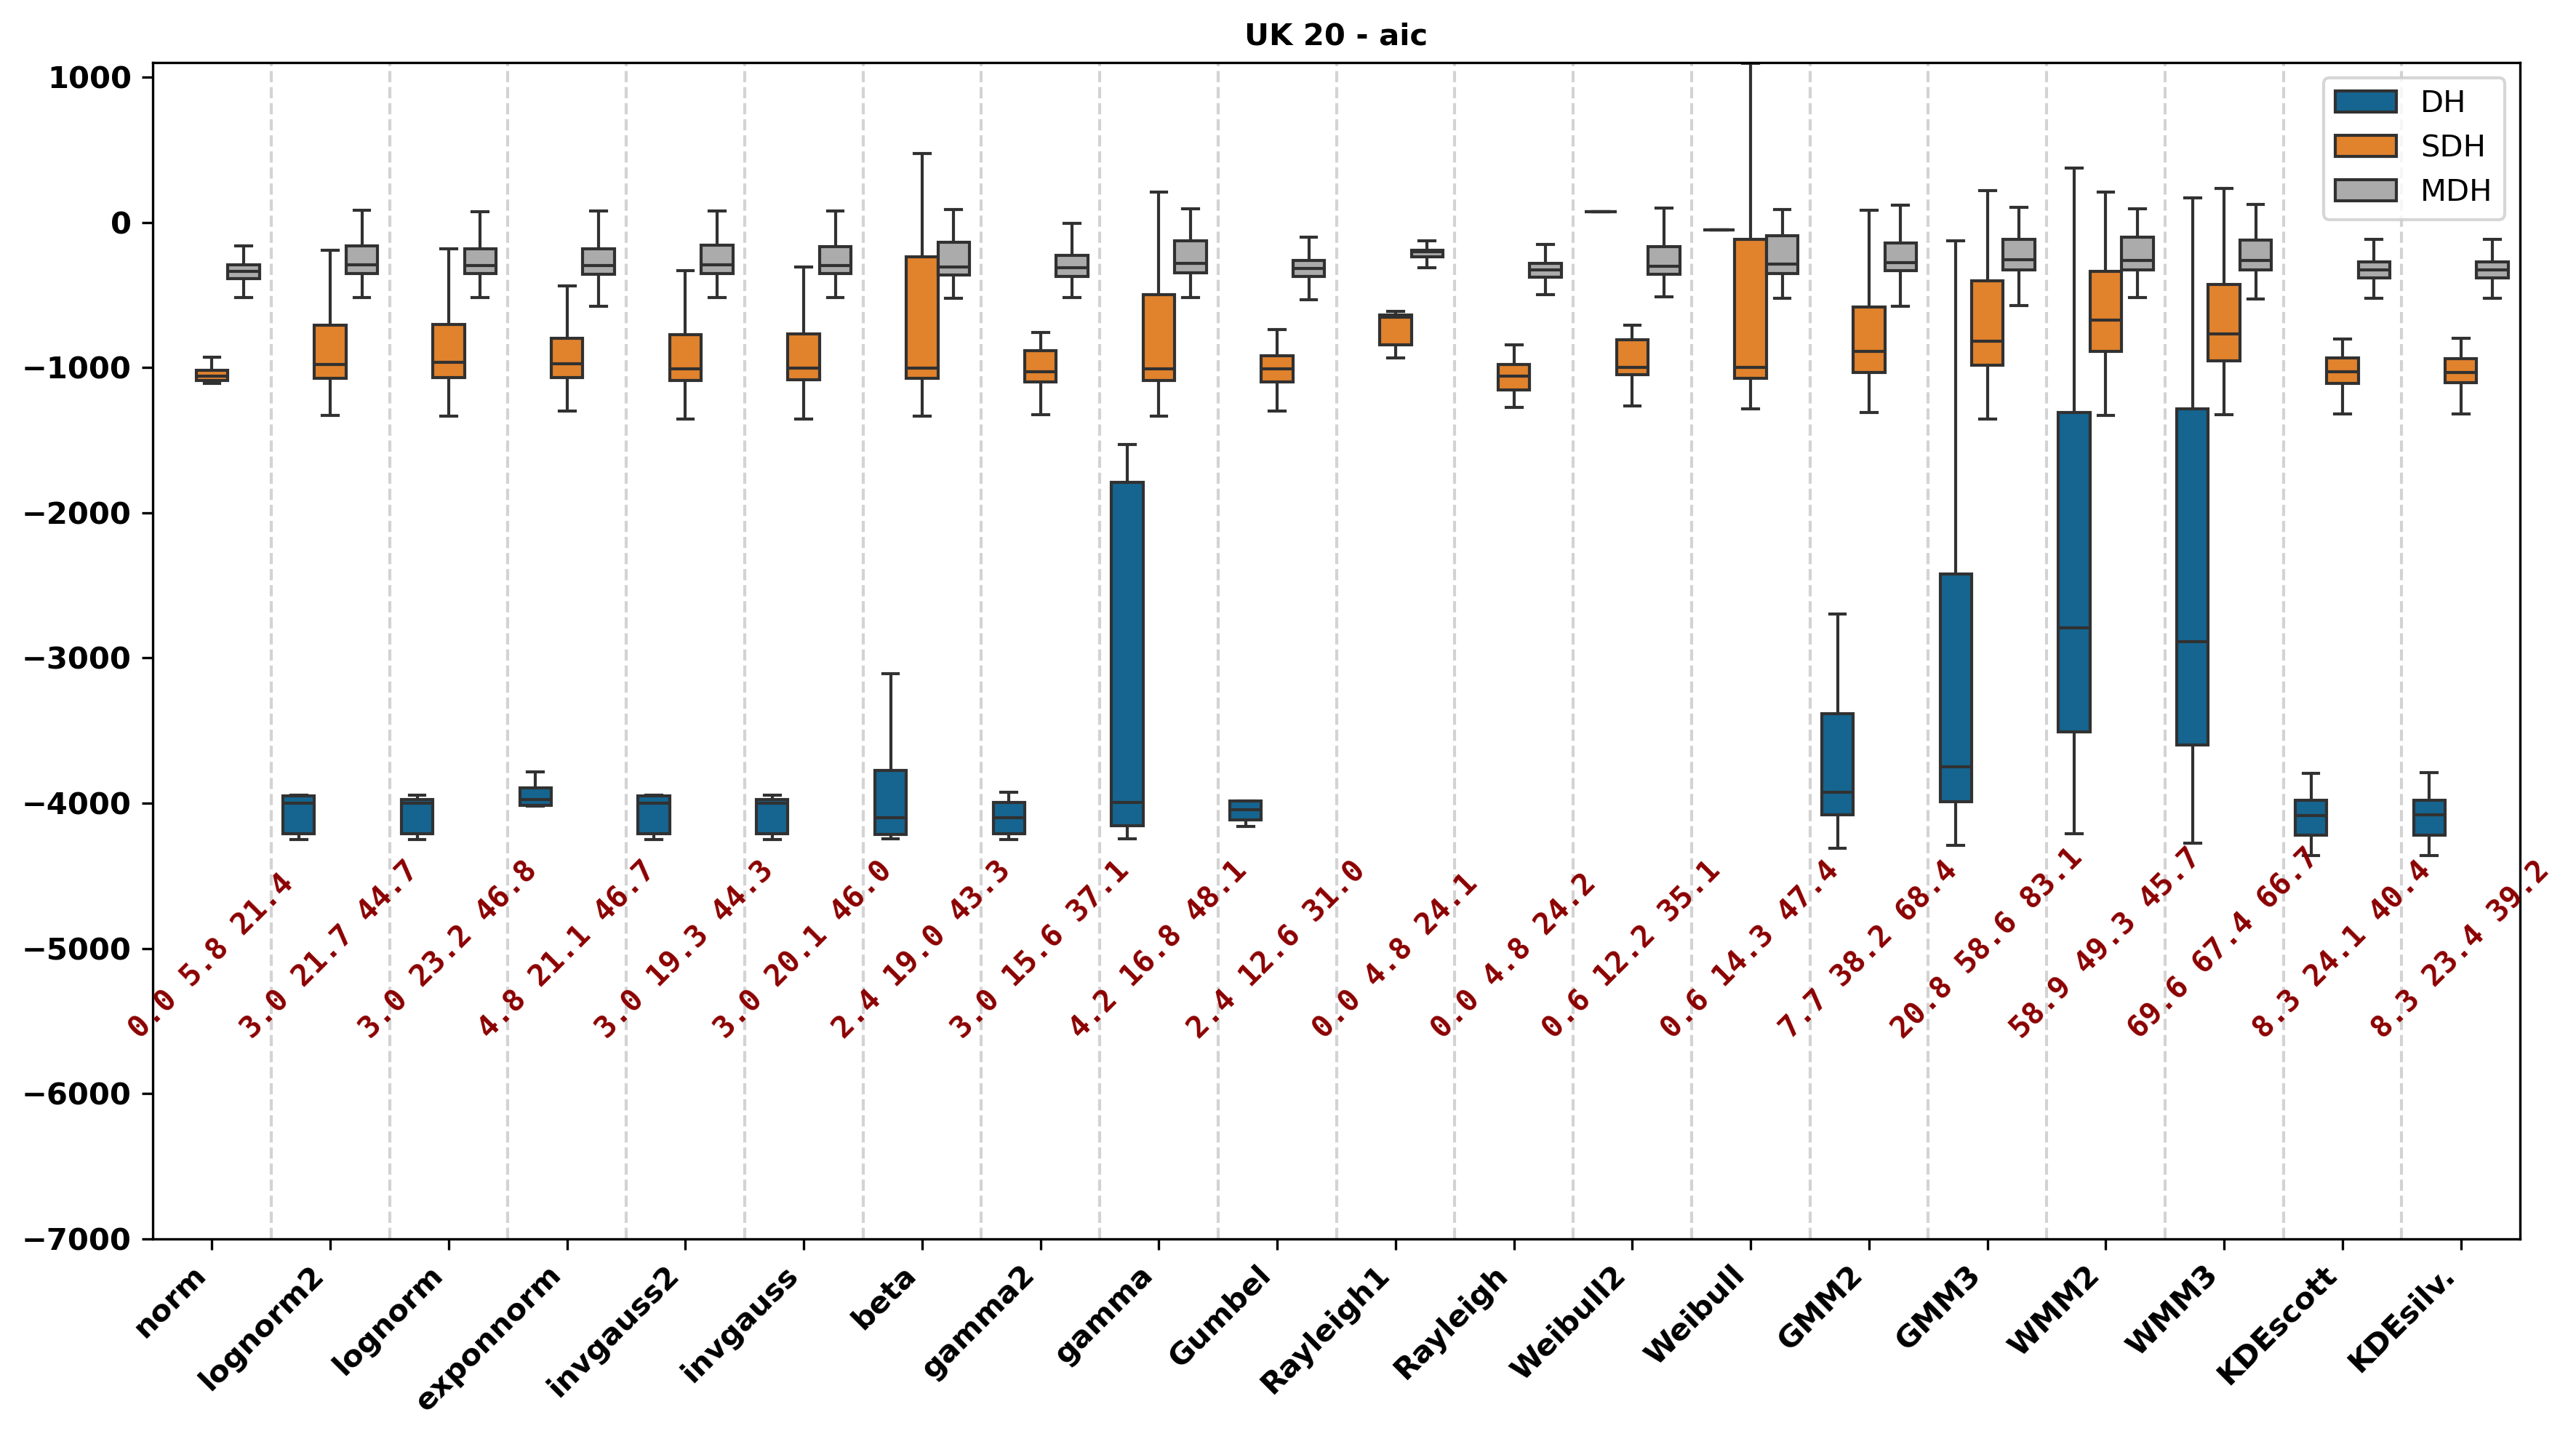 UK 20 - aic
1000
0
−1000
−2000
−3000
−4000
−5000
−6000
−7000
DH
SDH
MDH
0.0 5.8 21.4
3.0 21.7 44.7
3.0 23.2 46.8
4.8 21.1 46.7
3.0 19.3 44.3
3.0 20.1 46.0
2.4 19.0 43.3
3.0 15.6 37.1
4.2 16.8 48.1
2.4 12.6 31.0
0.0 4.8 24.1
0.0 4.8 24.2
0.6 12.2 35.1
0.6 14.3 47.4
7.7 38.2 68.4
20.8 58.6 83.1
58.9 49.3 45.7
69.6 67.4 66.7
8.3 24.1 40.4
8.3 23.4 39.2
norm
lognorm2
lognorm
exponnorm
invgauss2
invgauss
beta
gamma2
gamma
Gumbel
Rayleigh1
Rayleigh
Weibull2
Weibull
GMM2
GMM3
WMM2
WMM3
KDEscott
KDEsilv.